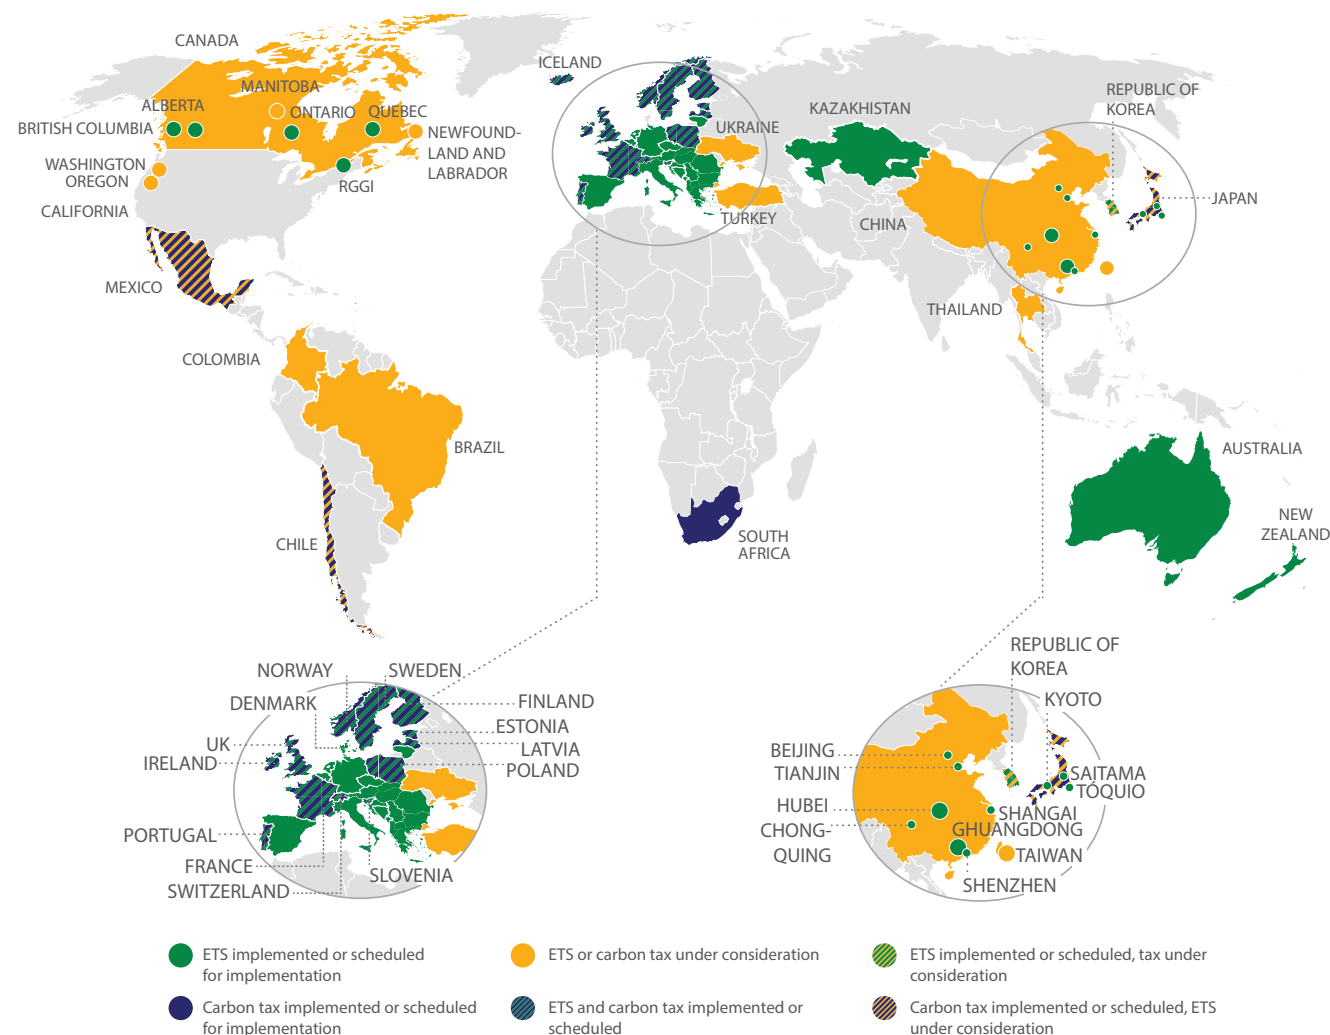 CANADA
ICELAND
MANITOBA
ALBERTA
ONTARIO
QUEBEC
BRITISH COLUMBIA
NEWFOUND-
LAND AND
LABRADOR
WASHINGTON
OREGON
RGGI
CALIFORNIA
MEXICO
COLOMBIA
BRAZIL
CHILE
UKRAINE
TURKEY
KAZAKHSTAN
REPUBLIC OF
KOREA
JAPAN
CHINA
THAILAND
SOUTH
AFRICA
AUSTRALIA
NEW
ZEALAND
NORWAY
SWEDEN
DENMARK
FINLAND
ESTONIA
UK
LATVIA
IRELAND
POLAND
PORTUGAL
FRANCE
SLOVENIA
SWITZERLAND
REPUBLIC OF
KOREA
KYOTO
BEIJING
TIANJIN
SAITAMA
TÓQUIO
HUBEI
SHANGAI
CHONG-
QUING
GHUANGDONG
TAIWAN
SHENZHEN
ETS implemented or scheduled
for implementation
ETS or carbon tax under consideration
ETS implemented or scheduled, tax under
consideration
Carbon tax implemented or scheduled
for implementation
ETS and carbon tax implemented or
scheduled
Carbon tax implemented or scheduled, ETS
under consideration